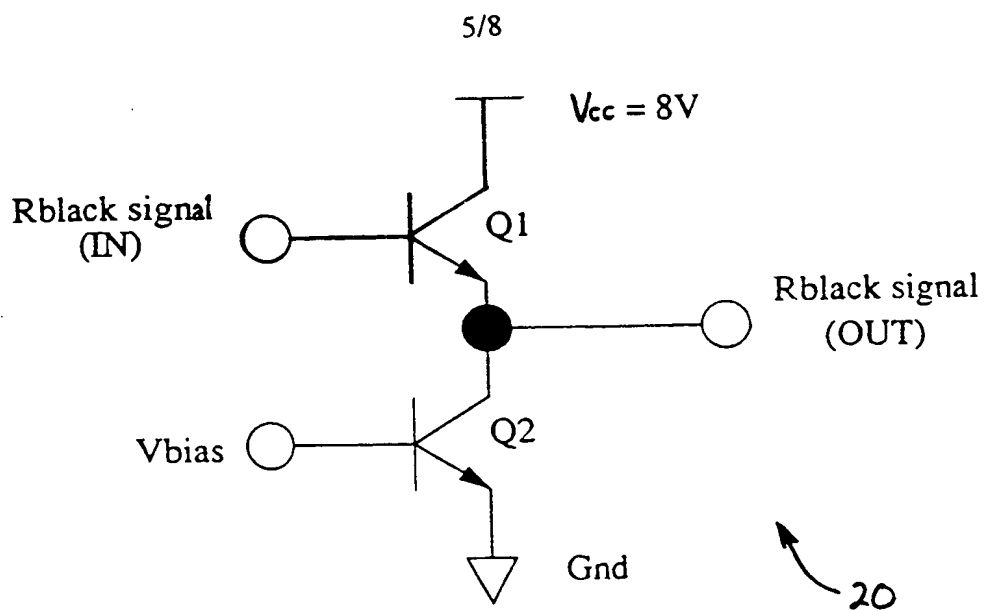 5/8
Vcc = 8V
Rblack signal
(IN)
Q1
Rblack signal
(OUT)
Q2
Vbias
Gnd
20